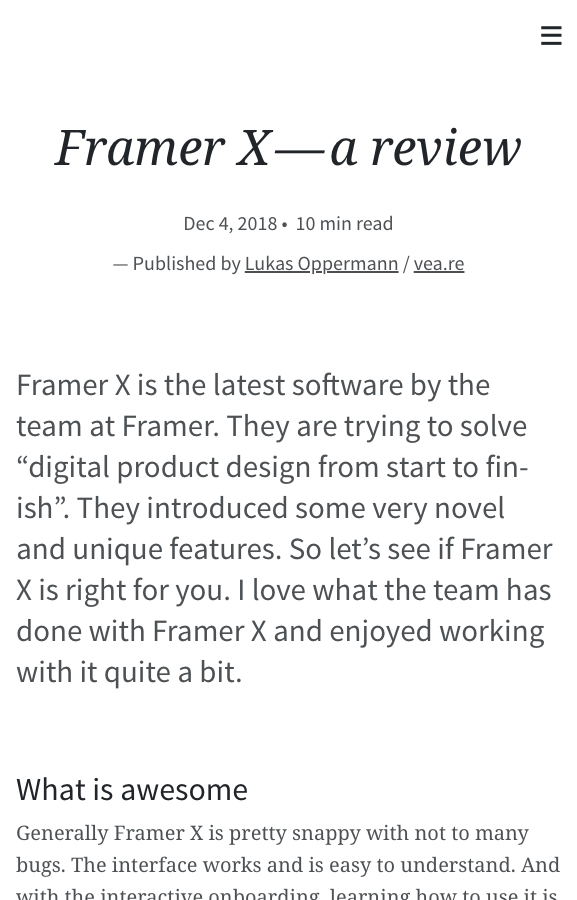 Framer X — a review
Dec 4, 2018 • 10 min read
— Published by Lukas Oppermann / vea.re
Framer X is the latest software by the
team at Framer. They are trying to solve
“digital product design from start to fin-
ish”. They introduced some very novel
and unique features. So let’s see if Framer
X is right for you. I love what the team has
done with Framer X and enjoyed working
with it quite a bit.
What is awesome
Generally Framer X is pretty snappy with not to many
bugs. The interface works and is easy to understand. And
with the interactive onboarding, learning how to use it is